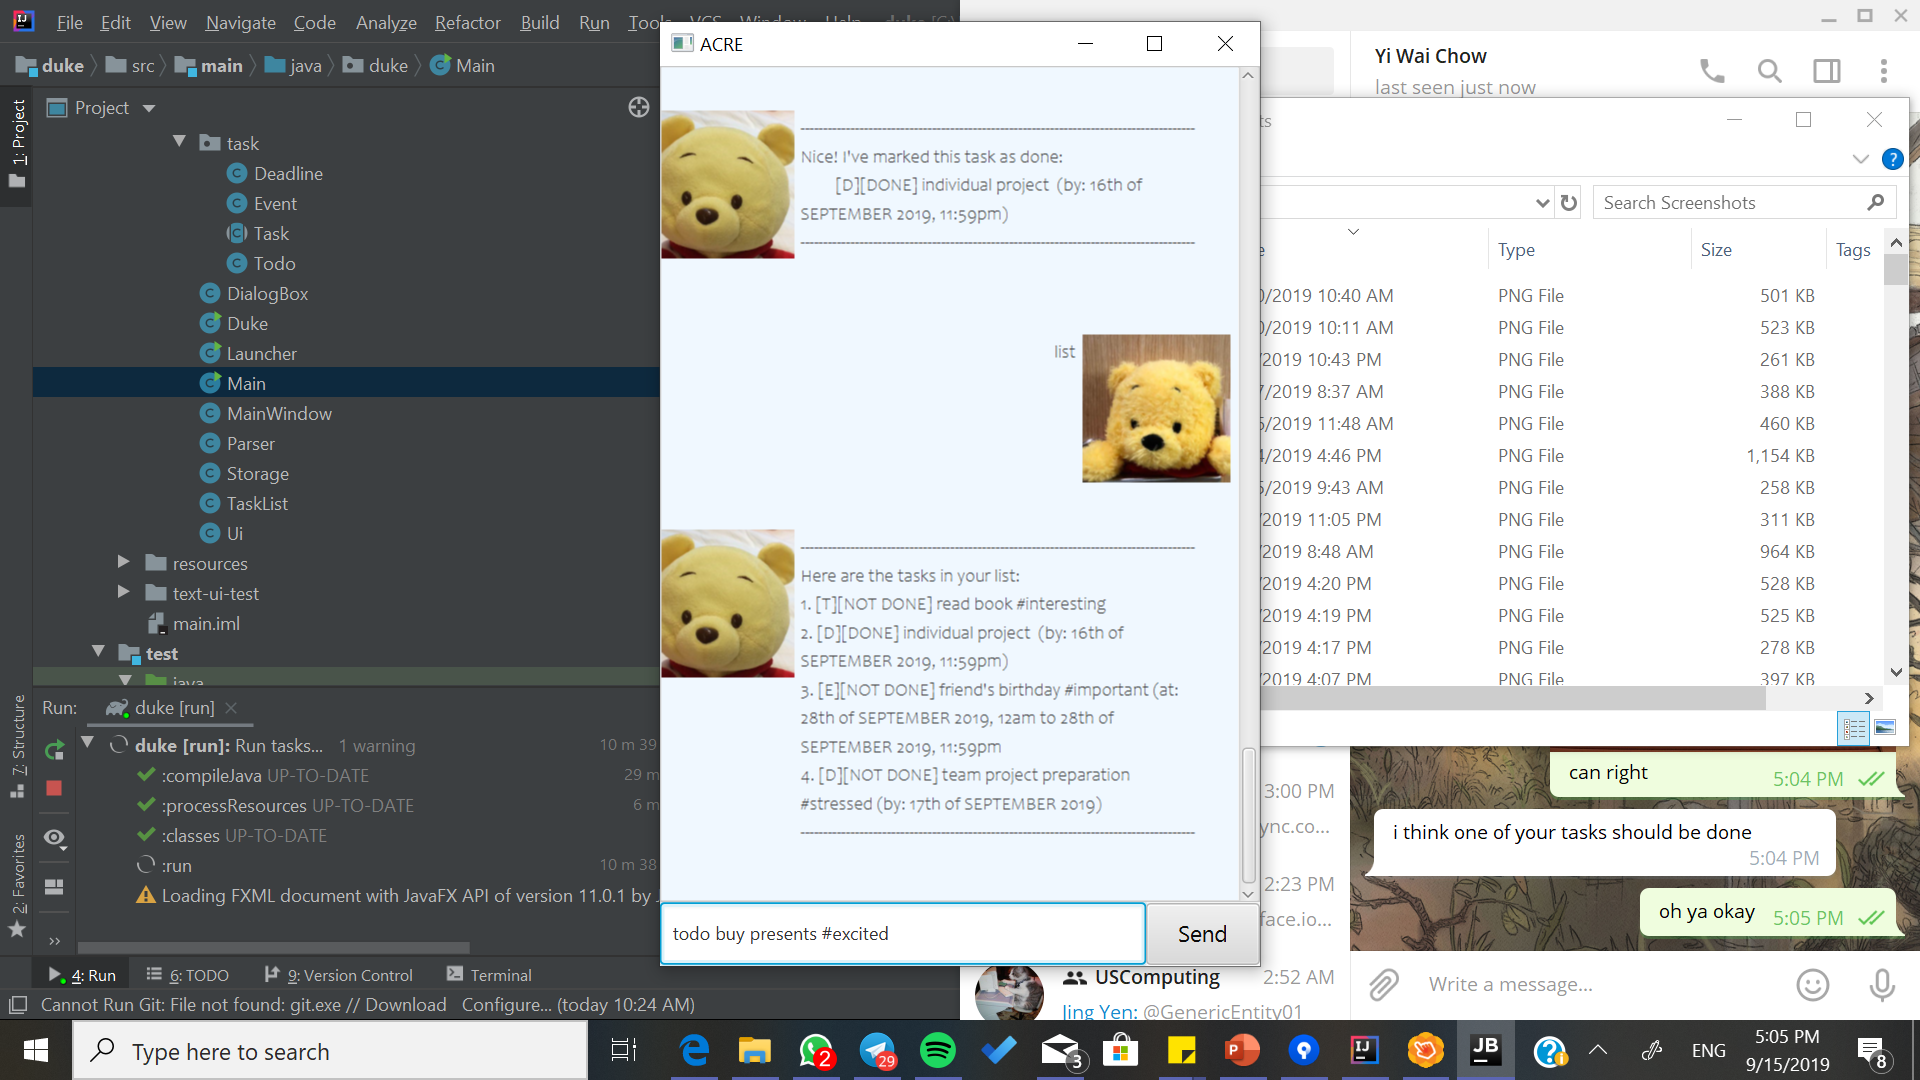 File Edit View Navigate Code Analyze Refactor Build Run Tools VCS Window Help
duke src main java duke Main
Project
1: Project
task
Deadline
Event
Task
Todo
DialogBox
Duke
Launcher
Main
MainWindow
Parser
Storage
TaskList
Ui
resources
text-ui-test
main.iml
test
java
7: Structure
2: Favorites
Run: duke [run]
duke [run]: Run tasks... 1 warning 10 m 39
:compileJava UP-TO-DATE 29 m
:processResources UP-TO-DATE 6 m
:classes UP-TO-DATE
:run 10 m 38
Loading FXML document with JavaFX API of version 11.0.1 by J
4: Run 6: TODO 9: Version Control Terminal
Cannot Run Git: File not found: git.exe // Download Configure... (today 10:24 AM)
ACRE
Nice! I've marked this task as done:
[D][DONE] individual project (by: 16th of
SEPTEMBER 2019, 11:59pm)
list
Here are the tasks in your list:
1. [T][NOT DONE] read book #interesting
2. [D][DONE] individual project (by: 16th of
SEPTEMBER 2019, 11:59pm)
3. [E][NOT DONE] friend's birthday #important (at:
28th of SEPTEMBER 2019, 12am to 28th of
SEPTEMBER 2019, 11:59pm
4. [D][NOT DONE] team project preparation
#stressed (by: 17th of SEPTEMBER 2019)
todo buy presents #excited
Send
Yi Wai Chow
last seen just now
ts
Search Screenshots
e Type Size Tags
0/2019 10:40 AM PNG File 501 KB
0/2019 10:11 AM PNG File 523 KB
/2019 10:43 PM PNG File 261 KB
7/2019 8:37 AM PNG File 388 KB
5/2019 11:48 AM PNG File 460 KB
4/2019 4:46 PM PNG File 1,154 KB
5/2019 9:43 AM PNG File 258 KB
/2019 11:05 PM PNG File 311 KB
/2019 8:48 AM PNG File 964 KB
/2019 4:20 PM PNG File 528 KB
/2019 4:19 PM PNG File 525 KB
/2019 4:17 PM PNG File 278 KB
/2019 4:07 PM PNG File 397 KB
3:00 PM
ync.co...
2:23 PM
face.io...
USComputing 2:52 AM
Jing Yen: @GenericEntity01
can right 5:04 PM
i think one of your tasks should be done
5:04 PM
oh ya okay 5:05 PM
Write a message...
Type here to search
2
29
3
ENG
5:05 PM
9/15/2019
8